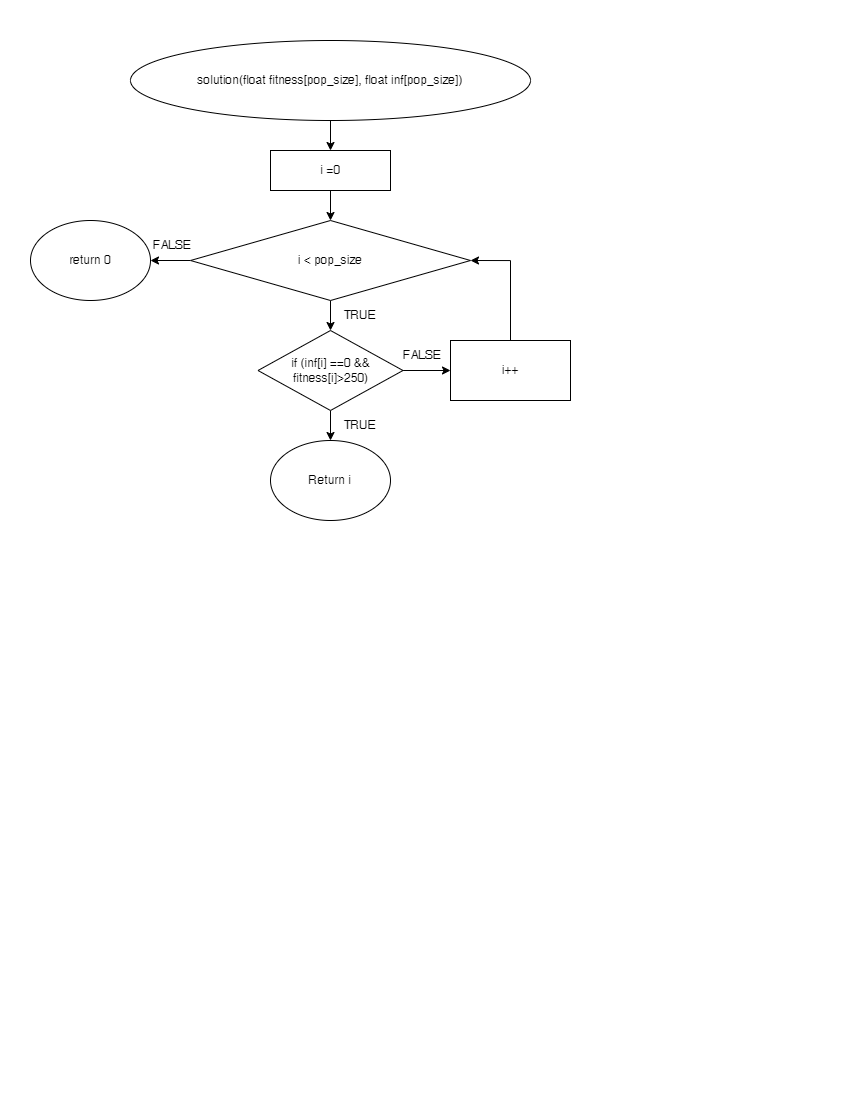 solution(float fitness[pop_size], float inf[pop_size])
i =0
FALSE
return 0
i < pop_size
TRUE
if (inf[i] ==0 &&
fitness[i]>250)
FALSE
i++
TRUE
Return i